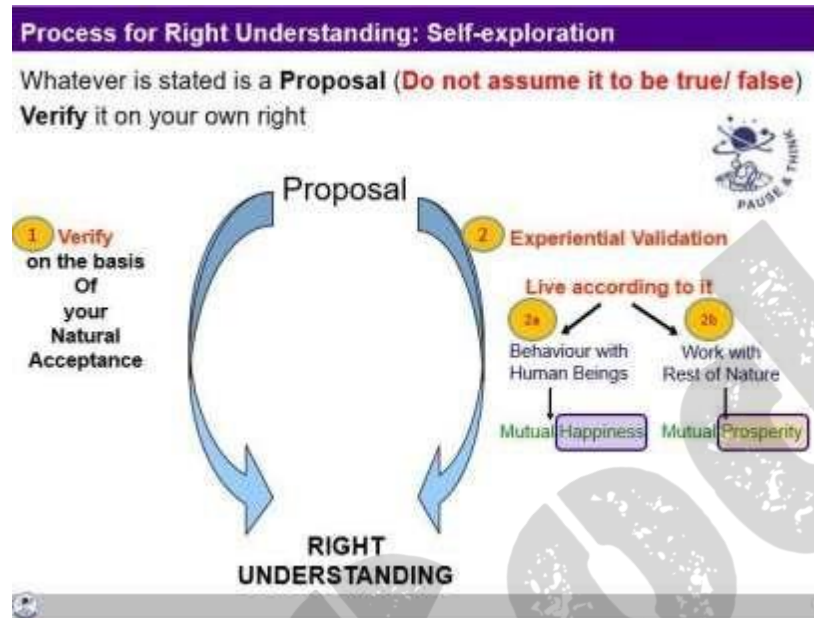 Process for Right Understanding: Self-exploration
Whatever is stated is a Proposal (Do not assume it to be true/ false)
Verify it on your own right
PAUSE & THINK
Proposal
1 Verify
on the basis
Of
your
Natural
Acceptance
2 Experiential Validation
Live according to it
2a
2b
Behaviour with
Human Beings
Work with
Rest of Nature
Mutual Happiness
Mutual Prosperity
RIGHT
UNDERSTANDING